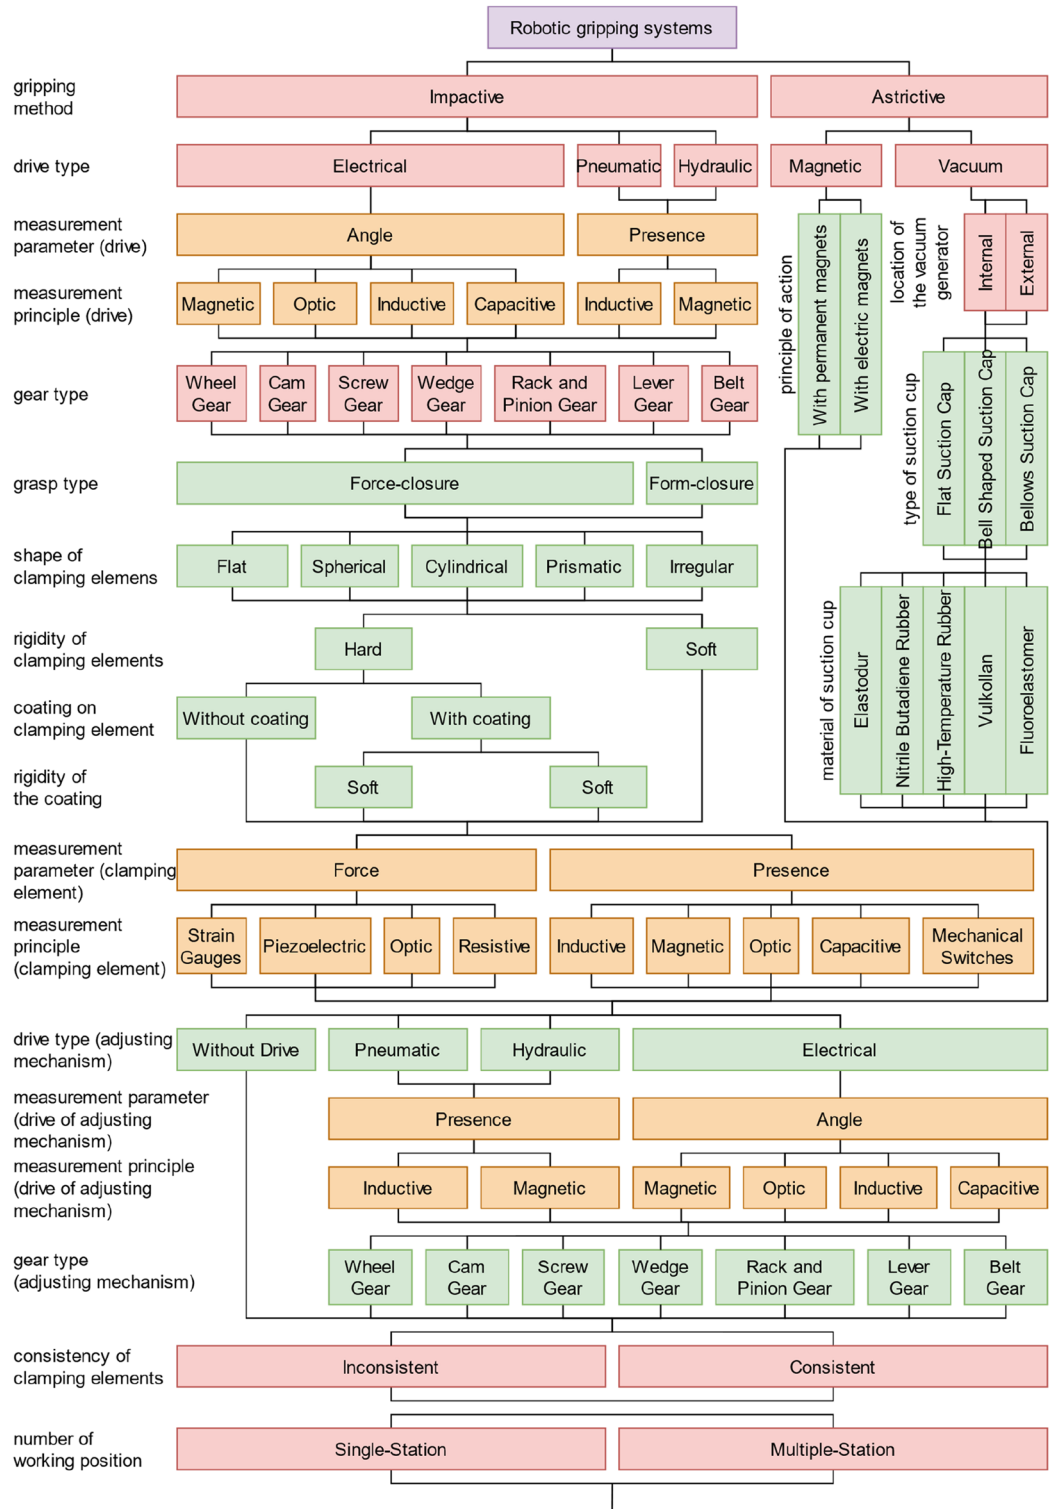 Robotic gripping systems
gripping
method
Impactive
Astrictive
drive type
Electrical
Pneumatic
Hydraulic
Magnetic
Vacuum
measurement
parameter (drive)
Angle
Presence
principle of action
With permanent magnets
With electric magnets
location of
the vacuum
generator
Internal
External
measurement
principle (drive)
Magnetic
Optic
Inductive
Capacitive
Inductive
Magnetic
gear type
Wheel
Gear
Cam
Gear
Screw
Gear
Wedge
Gear
Rack and
Pinion Gear
Lever
Gear
Belt
Gear
type of suction cup
Flat Suction Cap
Bell Shaped Suction Cap
Bellows Suction Cap
grasp type
Force-closure
Form-closure
shape of
clamping elemens
Flat
Spherical
Cylindrical
Prismatic
Irregular
rigidity of
clamping elements
Hard
Soft
material of suction cup
Elastodur
Nitrile Butadiene Rubber
High-Temperature Rubber
Vulkollan
Fluoroelastomer
coating on
clamping element
Without coating
With coating
rigidity of
the coating
Soft
Soft
measurement
parameter (clamping
element)
Force
Presence
measurement
principle
(clamping element)
Strain
Gauges
Piezoelectric
Optic
Resistive
Inductive
Magnetic
Optic
Capacitive
Mechanical
Switches
drive type (adjusting
mechanism)
Without Drive
Pneumatic
Hydraulic
Electrical
measurement parameter
(drive of adjusting
mechanism)
Presence
Angle
measurement principle
(drive of adjusting
mechanism)
Inductive
Magnetic
Magnetic
Optic
Inductive
Capacitive
gear type
(adjusting mechanism)
Wheel
Gear
Cam
Gear
Screw
Gear
Wedge
Gear
Rack and
Pinion Gear
Lever
Gear
Belt
Gear
consistency of
clamping elements
Inconsistent
Consistent
number of
working position
Single-Station
Multiple-Station